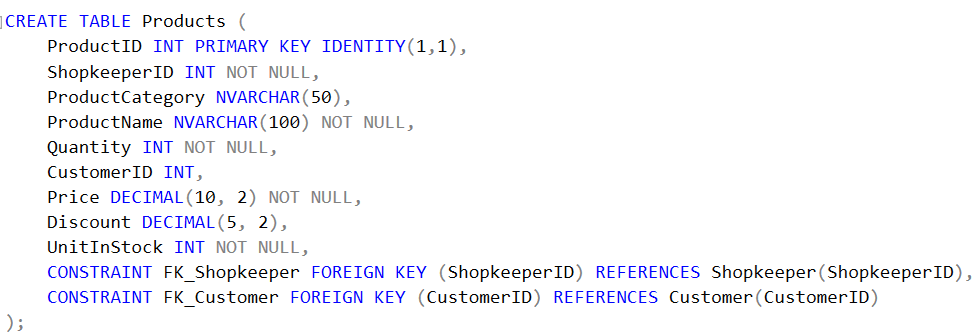 CREATE TABLE Products (
    ProductID INT PRIMARY KEY IDENTITY(1,1),
    ShopkeeperID INT NOT NULL,
    ProductCategory NVARCHAR(50),
    ProductName NVARCHAR(100) NOT NULL,
    Quantity INT NOT NULL,
    CustomerID INT,
    Price DECIMAL(10, 2) NOT NULL,
    Discount DECIMAL(5, 2),
    UnitInStock INT NOT NULL,
    CONSTRAINT FK_Shopkeeper FOREIGN KEY (ShopkeeperID) REFERENCES Shopkeeper(ShopkeeperID),
    CONSTRAINT FK_Customer FOREIGN KEY (CustomerID) REFERENCES Customer(CustomerID)
);